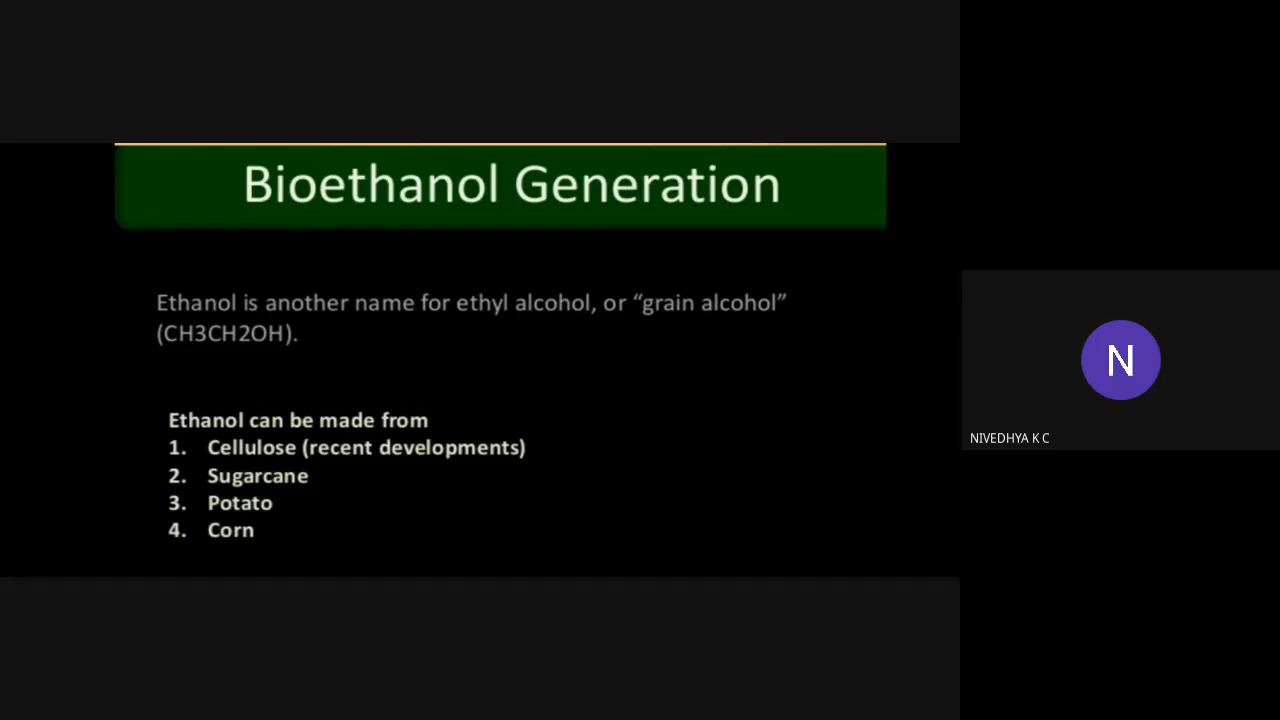 Bioethanol Generation
Ethanol is another name for ethyl alcohol, or “grain alcohol”
(CH3CH2OH).
Ethanol can be made from
1. Cellulose (recent developments)
2. Sugarcane
3. Potato
4. Corn
N
NIVEDHYA K C